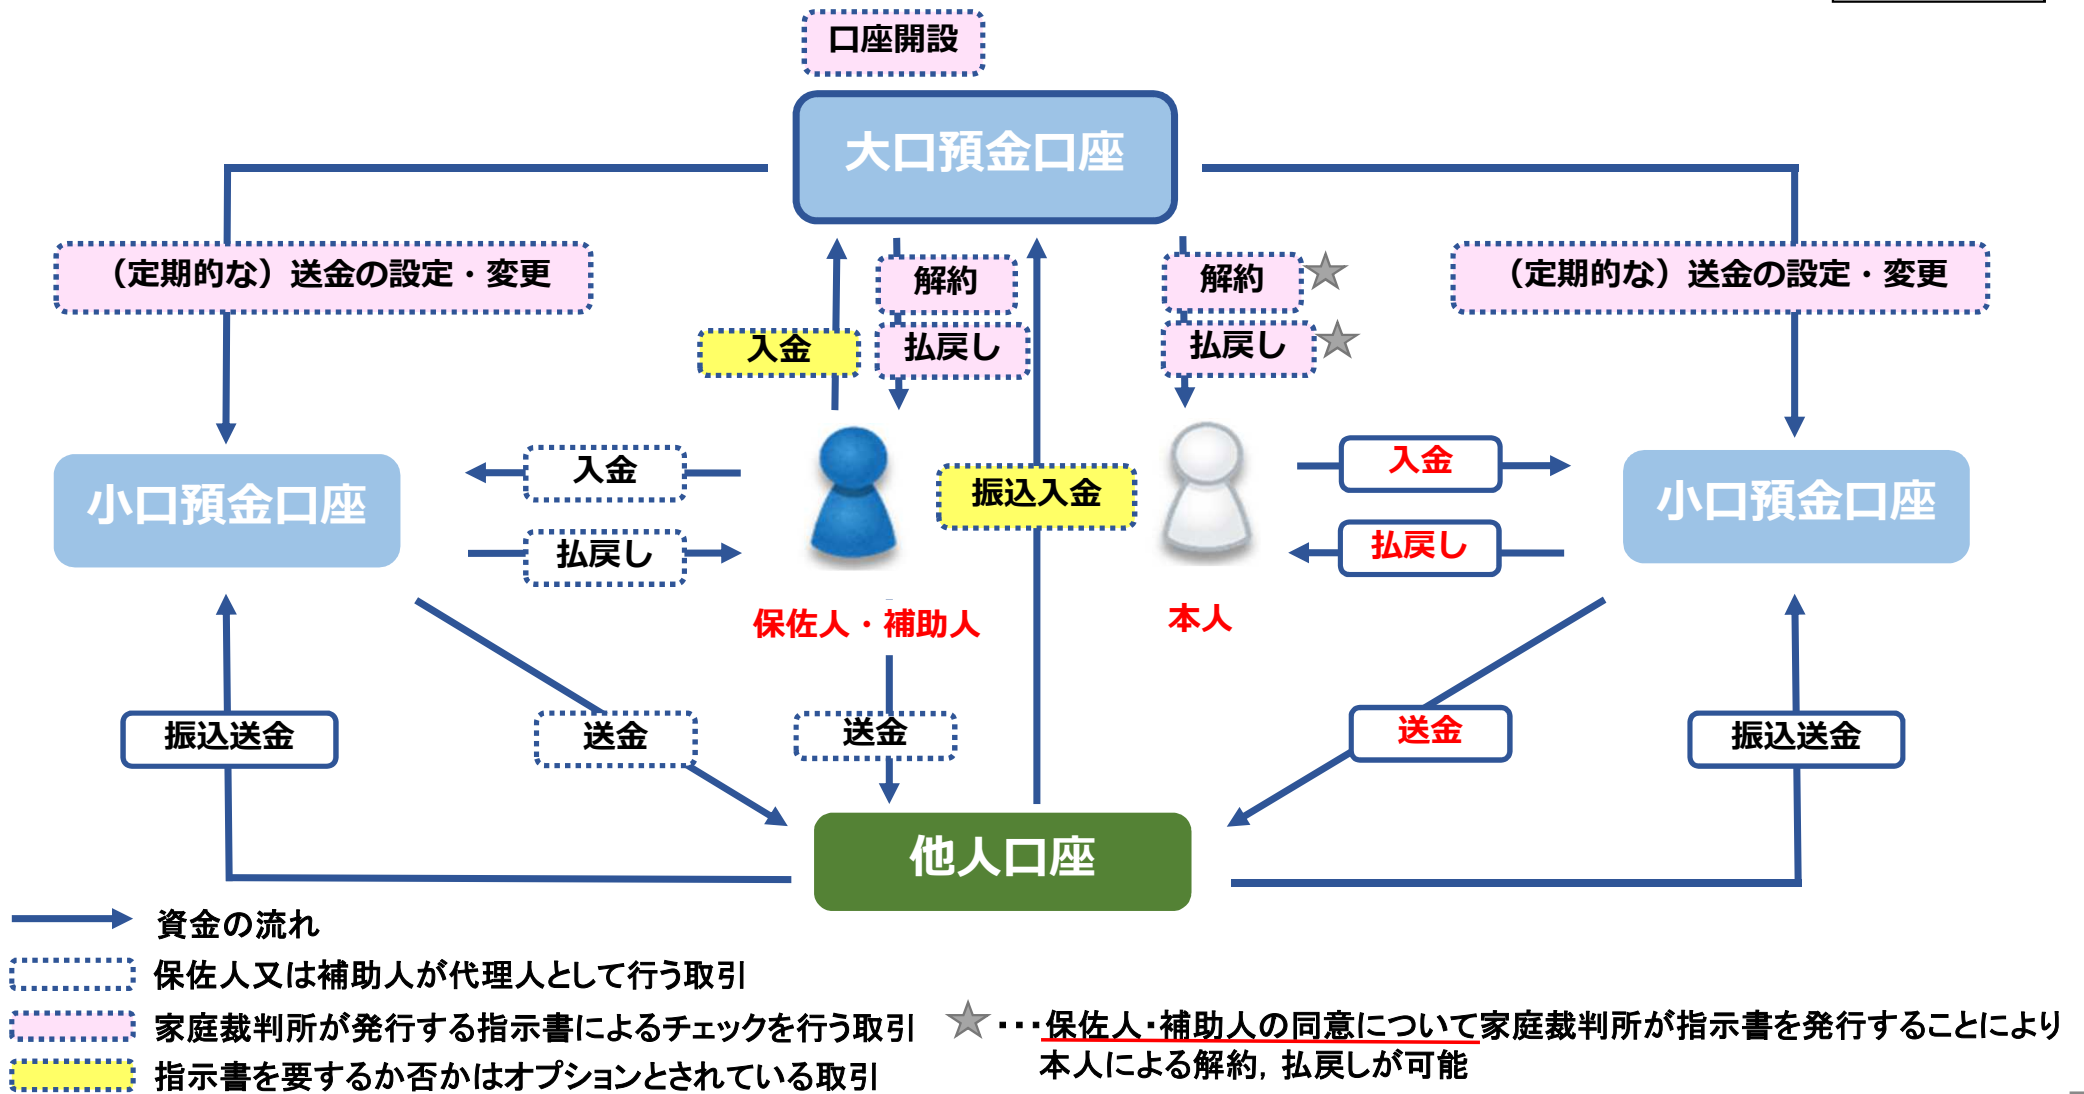 口座開設
大口預金口座
（定期的な）送金の設定・変更
解約
解約
（定期的な）送金の設定・変更
入金
払戻し
払戻し
入金
入金
小口預金口座
振込入金
小口預金口座
払戻し
払戻し
保佐人・補助人
本人
振込送金
送金
送金
送金
振込送金
他人口座
資金の流れ
保佐人又は補助人が代理人として行う取引
家庭裁判所が発行する指示書によるチェックを行う取引
・・・保佐人・補助人の同意について家庭裁判所が指示書を発行することにより
本人による解約，払戻しが可能
指示書を要するか否かはオプションとされている取引